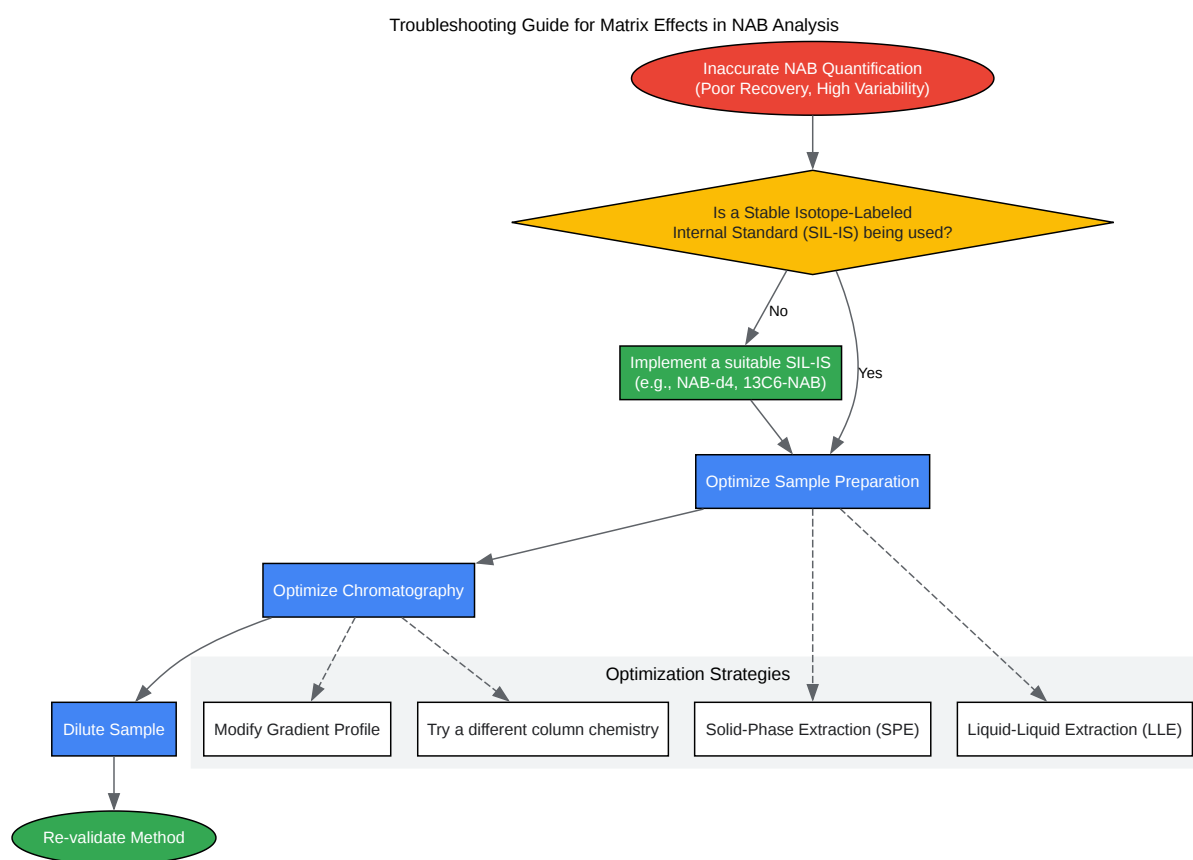 Troubleshooting Guide for Matrix Effects in NAB Analysis
Inaccurate NAB Quantification
(Poor Recovery, High Variability)
Is a Stable Isotope-Labeled
Internal Standard (SIL-IS) being used?
No
Implement a suitable SIL-IS
(e.g., NAB-d4, 13C6-NAB)
Yes
Optimize Sample Preparation
Optimize Chromatography
Optimization Strategies
Dilute Sample
Modify Gradient Profile
Try a different column chemistry
Solid-Phase Extraction (SPE)
Liquid-Liquid Extraction (LLE)
Re-validate Method